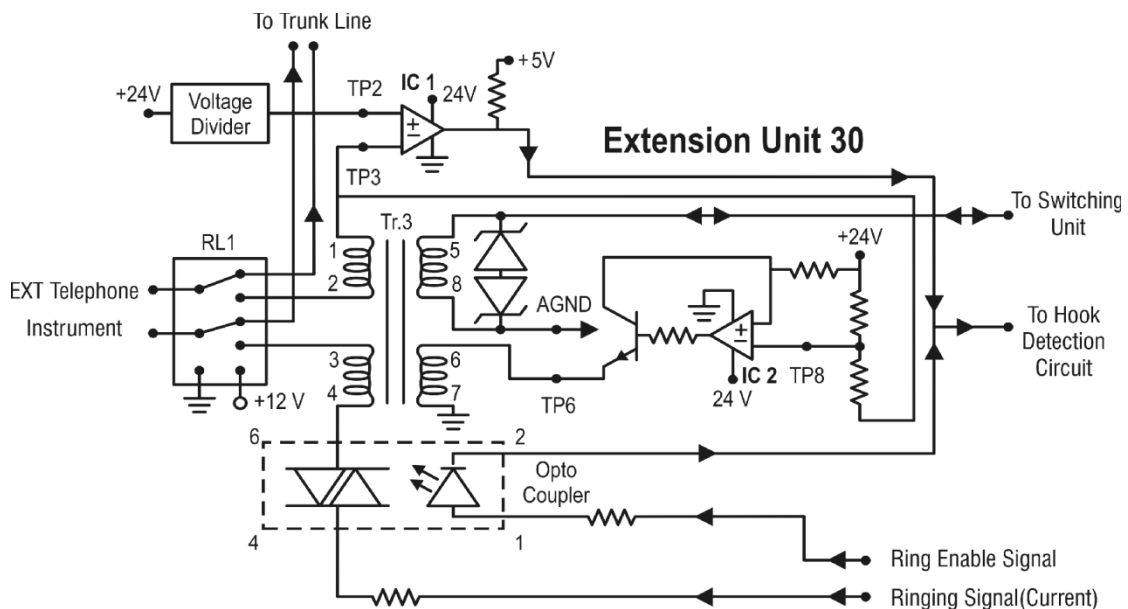 To Trunk Line
+5V
IC 1
TP2
24V
+24V
Voltage
Divider
Extension Unit 30
TP3
To Switching
Unit
Tr.3
RL1
1
5
+24V
EXT Telephone
2
8
AGND
Instrument
To Hook
Detection
Circuit
3
6
IC 2
TP8
4
7
TP6
24 V
+12 V
6
2
Opto
Coupler
4
1
Ring Enable Signal
Ringing Signal(Current)